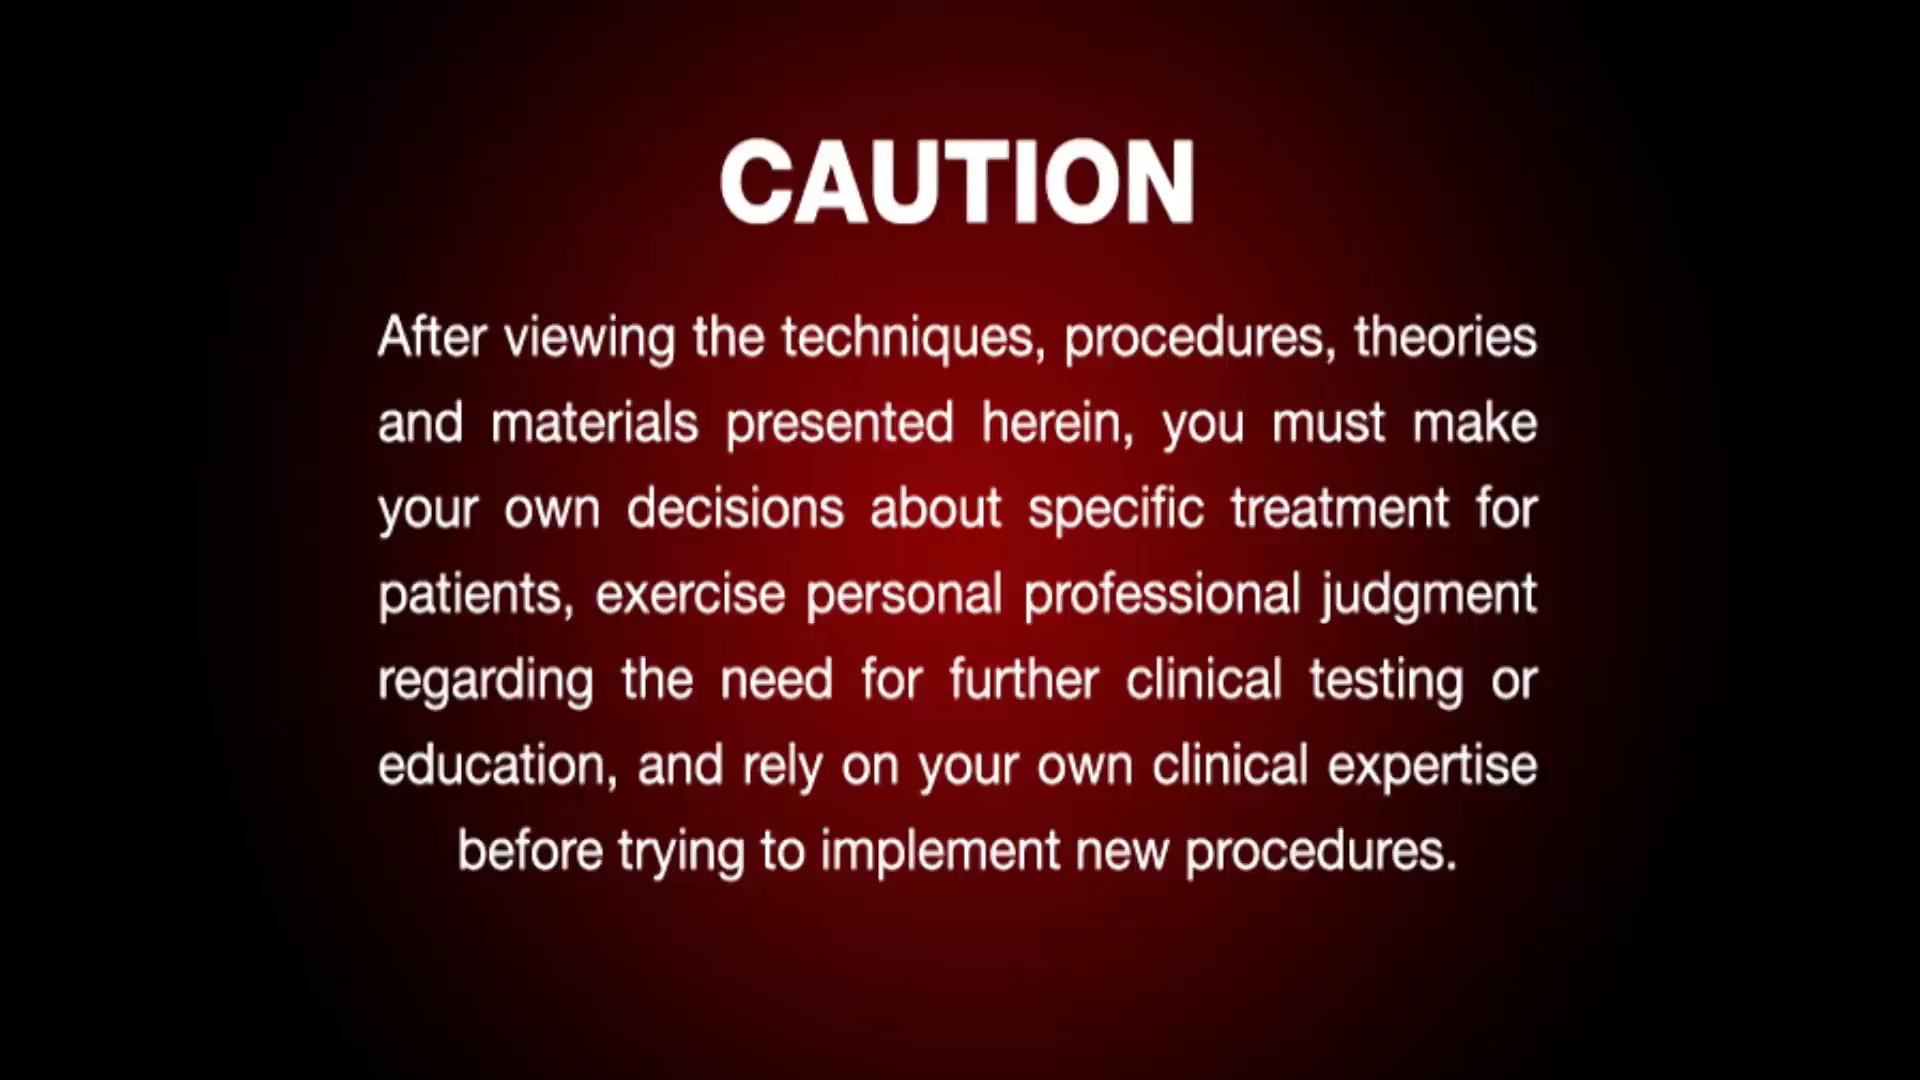 CAUTION
After viewing the techniques, procedures, theories
and materials presented herein, you must make
your own decisions about specific treatment for
patients, exercise personal professional judgment
regarding the need for further clinical testing or
education, and rely on your own clinical expertise
before trying to implement new procedures.